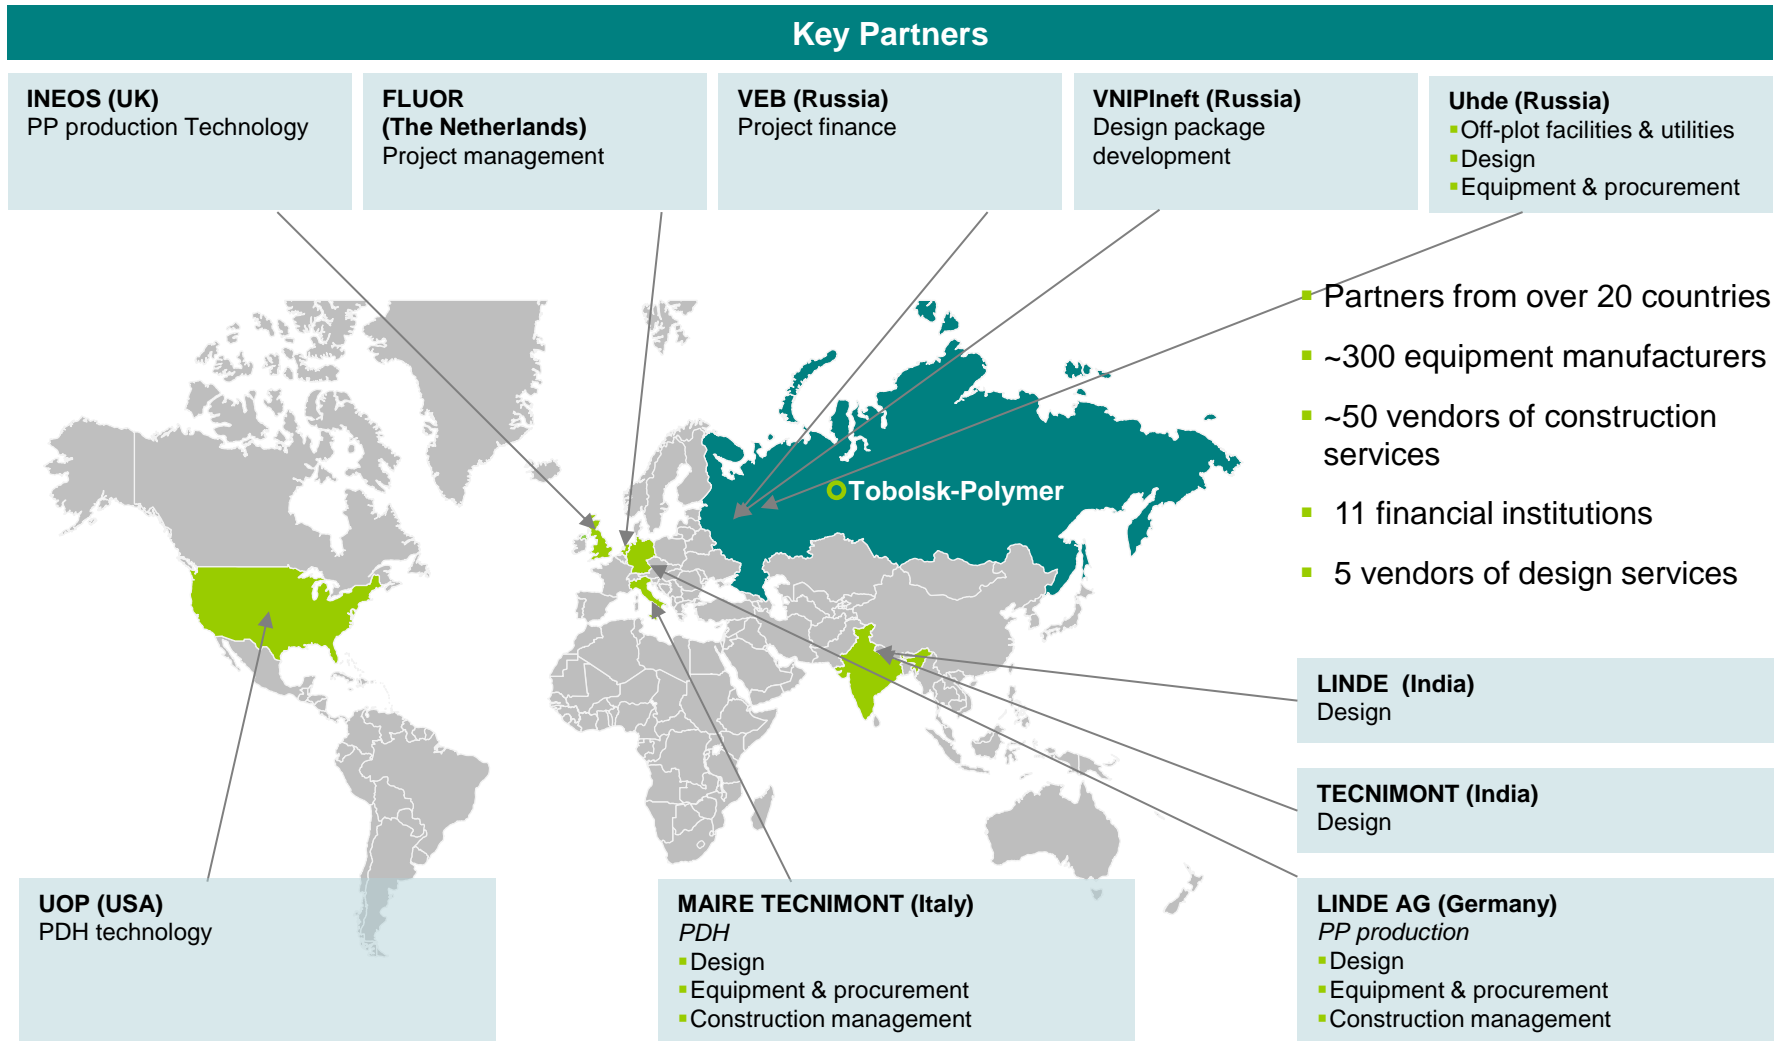 Key Partners
INEOS (UK)
PP production Technology
FLUOR
(The Netherlands)
Project management
VEB (Russia)
Project finance
VNIPIneft (Russia)
Design package
development
Uhde (Russia)
▪Off-plot facilities & utilities
▪Design
▪Equipment & procurement
▪ Partners from over 20 countries
▪ ~300 equipment manufacturers
▪ ~50 vendors of construction
services
▪ 11 financial institutions
▪ 5 vendors of design services
Tobolsk-Polymer
LINDE (India)
Design
TECNIMONT (India)
Design
UOP (USA)
PDH technology
MAIRE TECNIMONT (Italy)
PDH
▪Design
▪Equipment & procurement
▪Construction management
LINDE AG (Germany)
PP production
▪Design
▪Equipment & procurement
▪Construction management